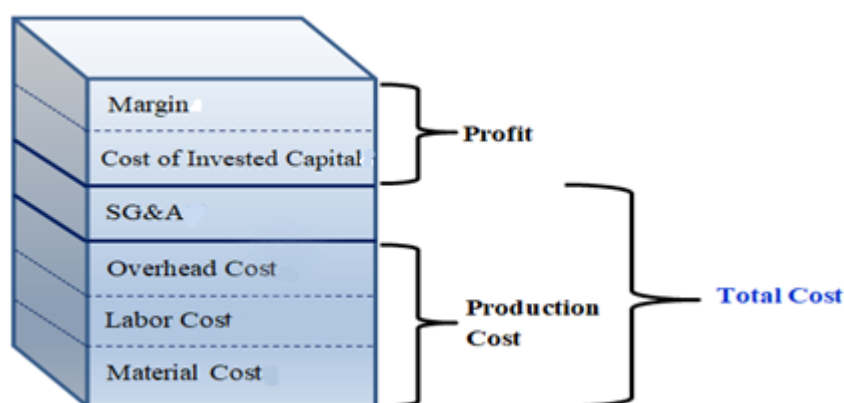 Margin
Cost of Invested Capital
Profit
SG&A
Overhead Cost
Labor Cost
Material Cost
Production
Cost
Total Cost